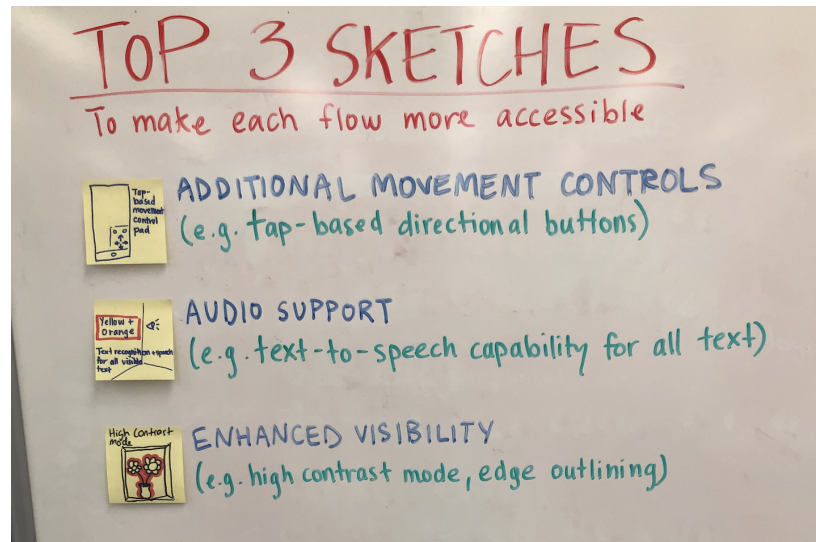 TOP 3 SKETCHES
To make each flow more accessible
Tap-
based
movement
control
pad
ADDITIONAL MOVEMENT CONTROLS
(e.g. tap-based directional buttons)
Yellow +
Orange
Text recognition + speech
for all visible
text
AUDIO SUPPORT
(e.g. text-to-speech capability for all text)
High Contract
mode
ENHANCED VISIBILITY
(e.g. high contrast mode, edge outlining)